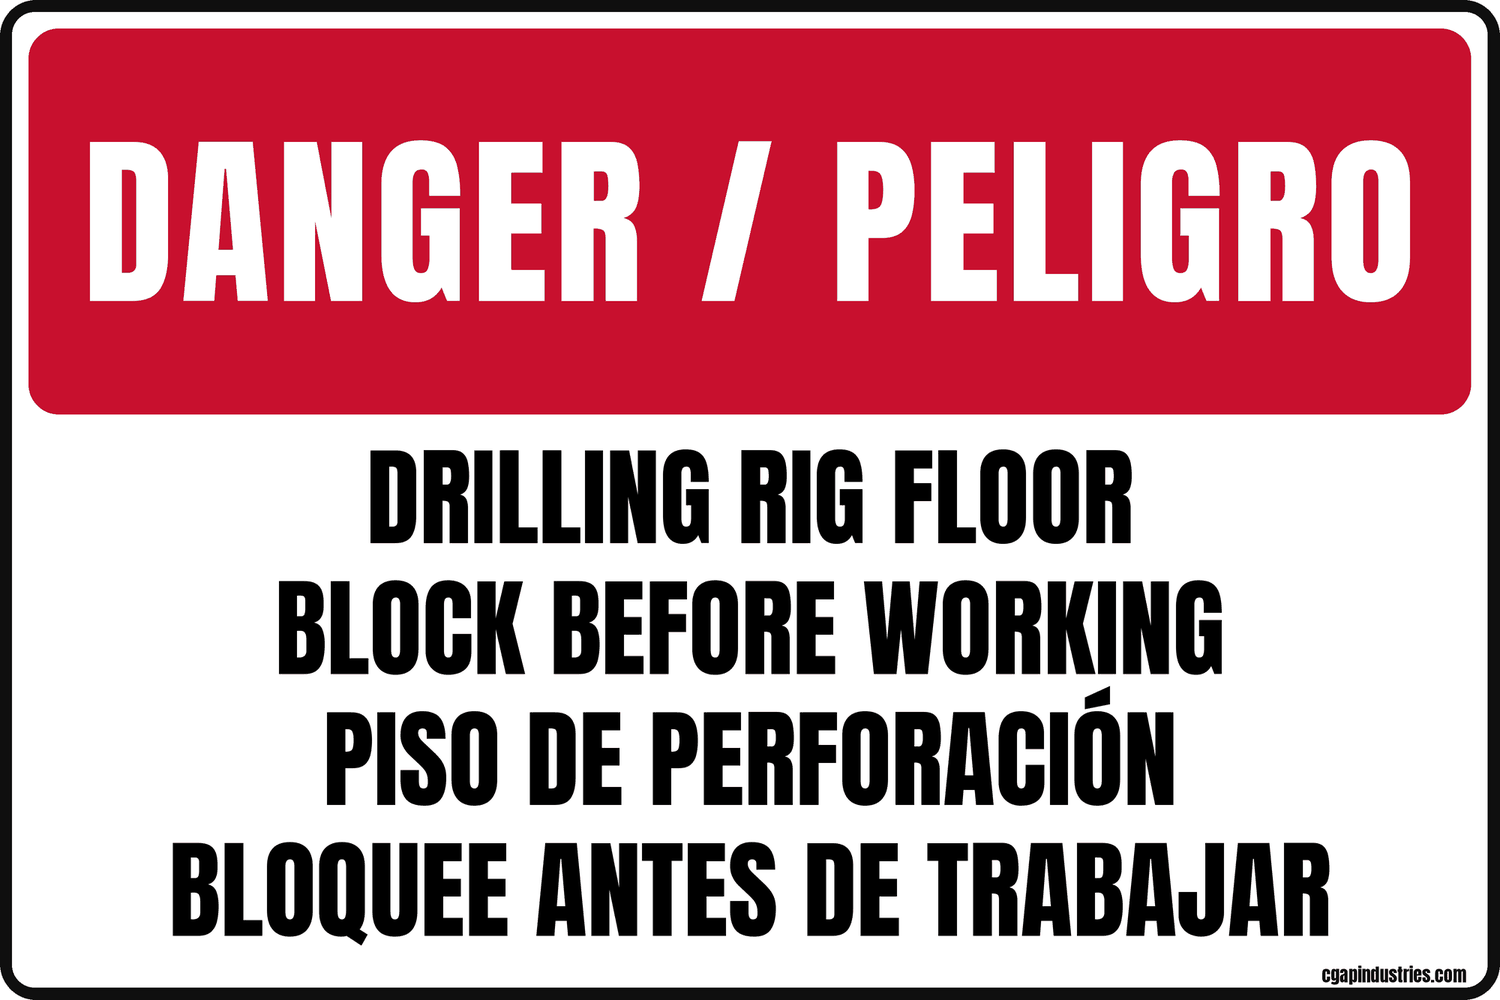 DANGER / PELIGRO
DRILLING RIG FLOOR
BLOCK BEFORE WORKING
PISO DE PERFORACIÓN
BLOQUEE ANTES DE TRABAJAR
cgapindustries.com